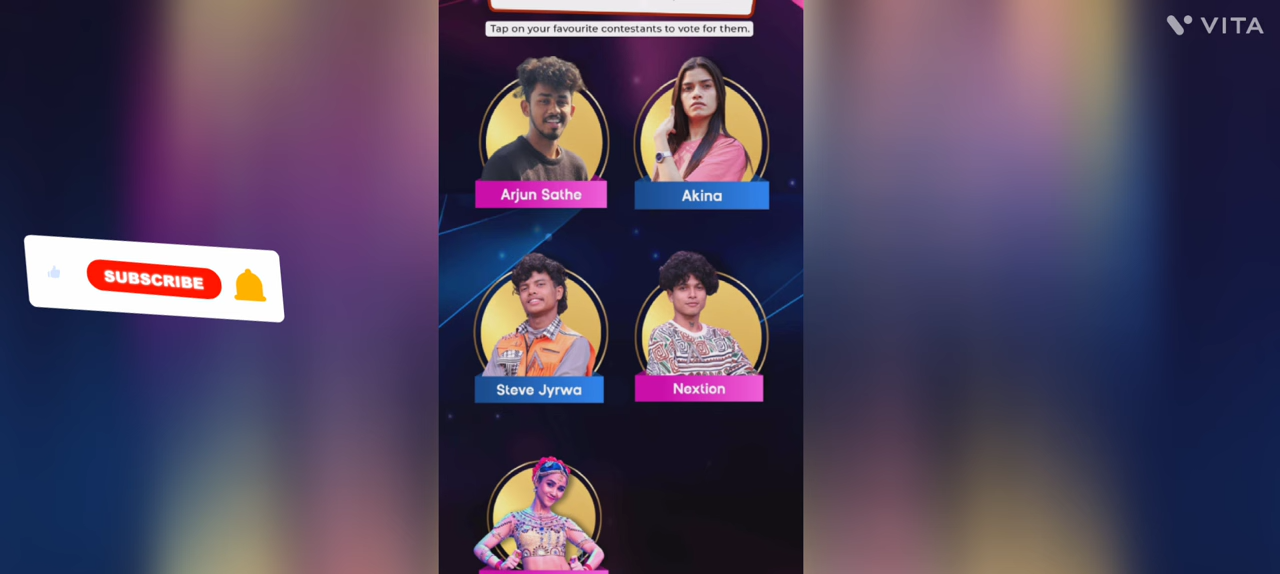 VITA
Tap on your favourite contestants to vote for them.
Arjun Sathe
Akina
SUBSCRIBE
Steve Jyrwa
Nextion